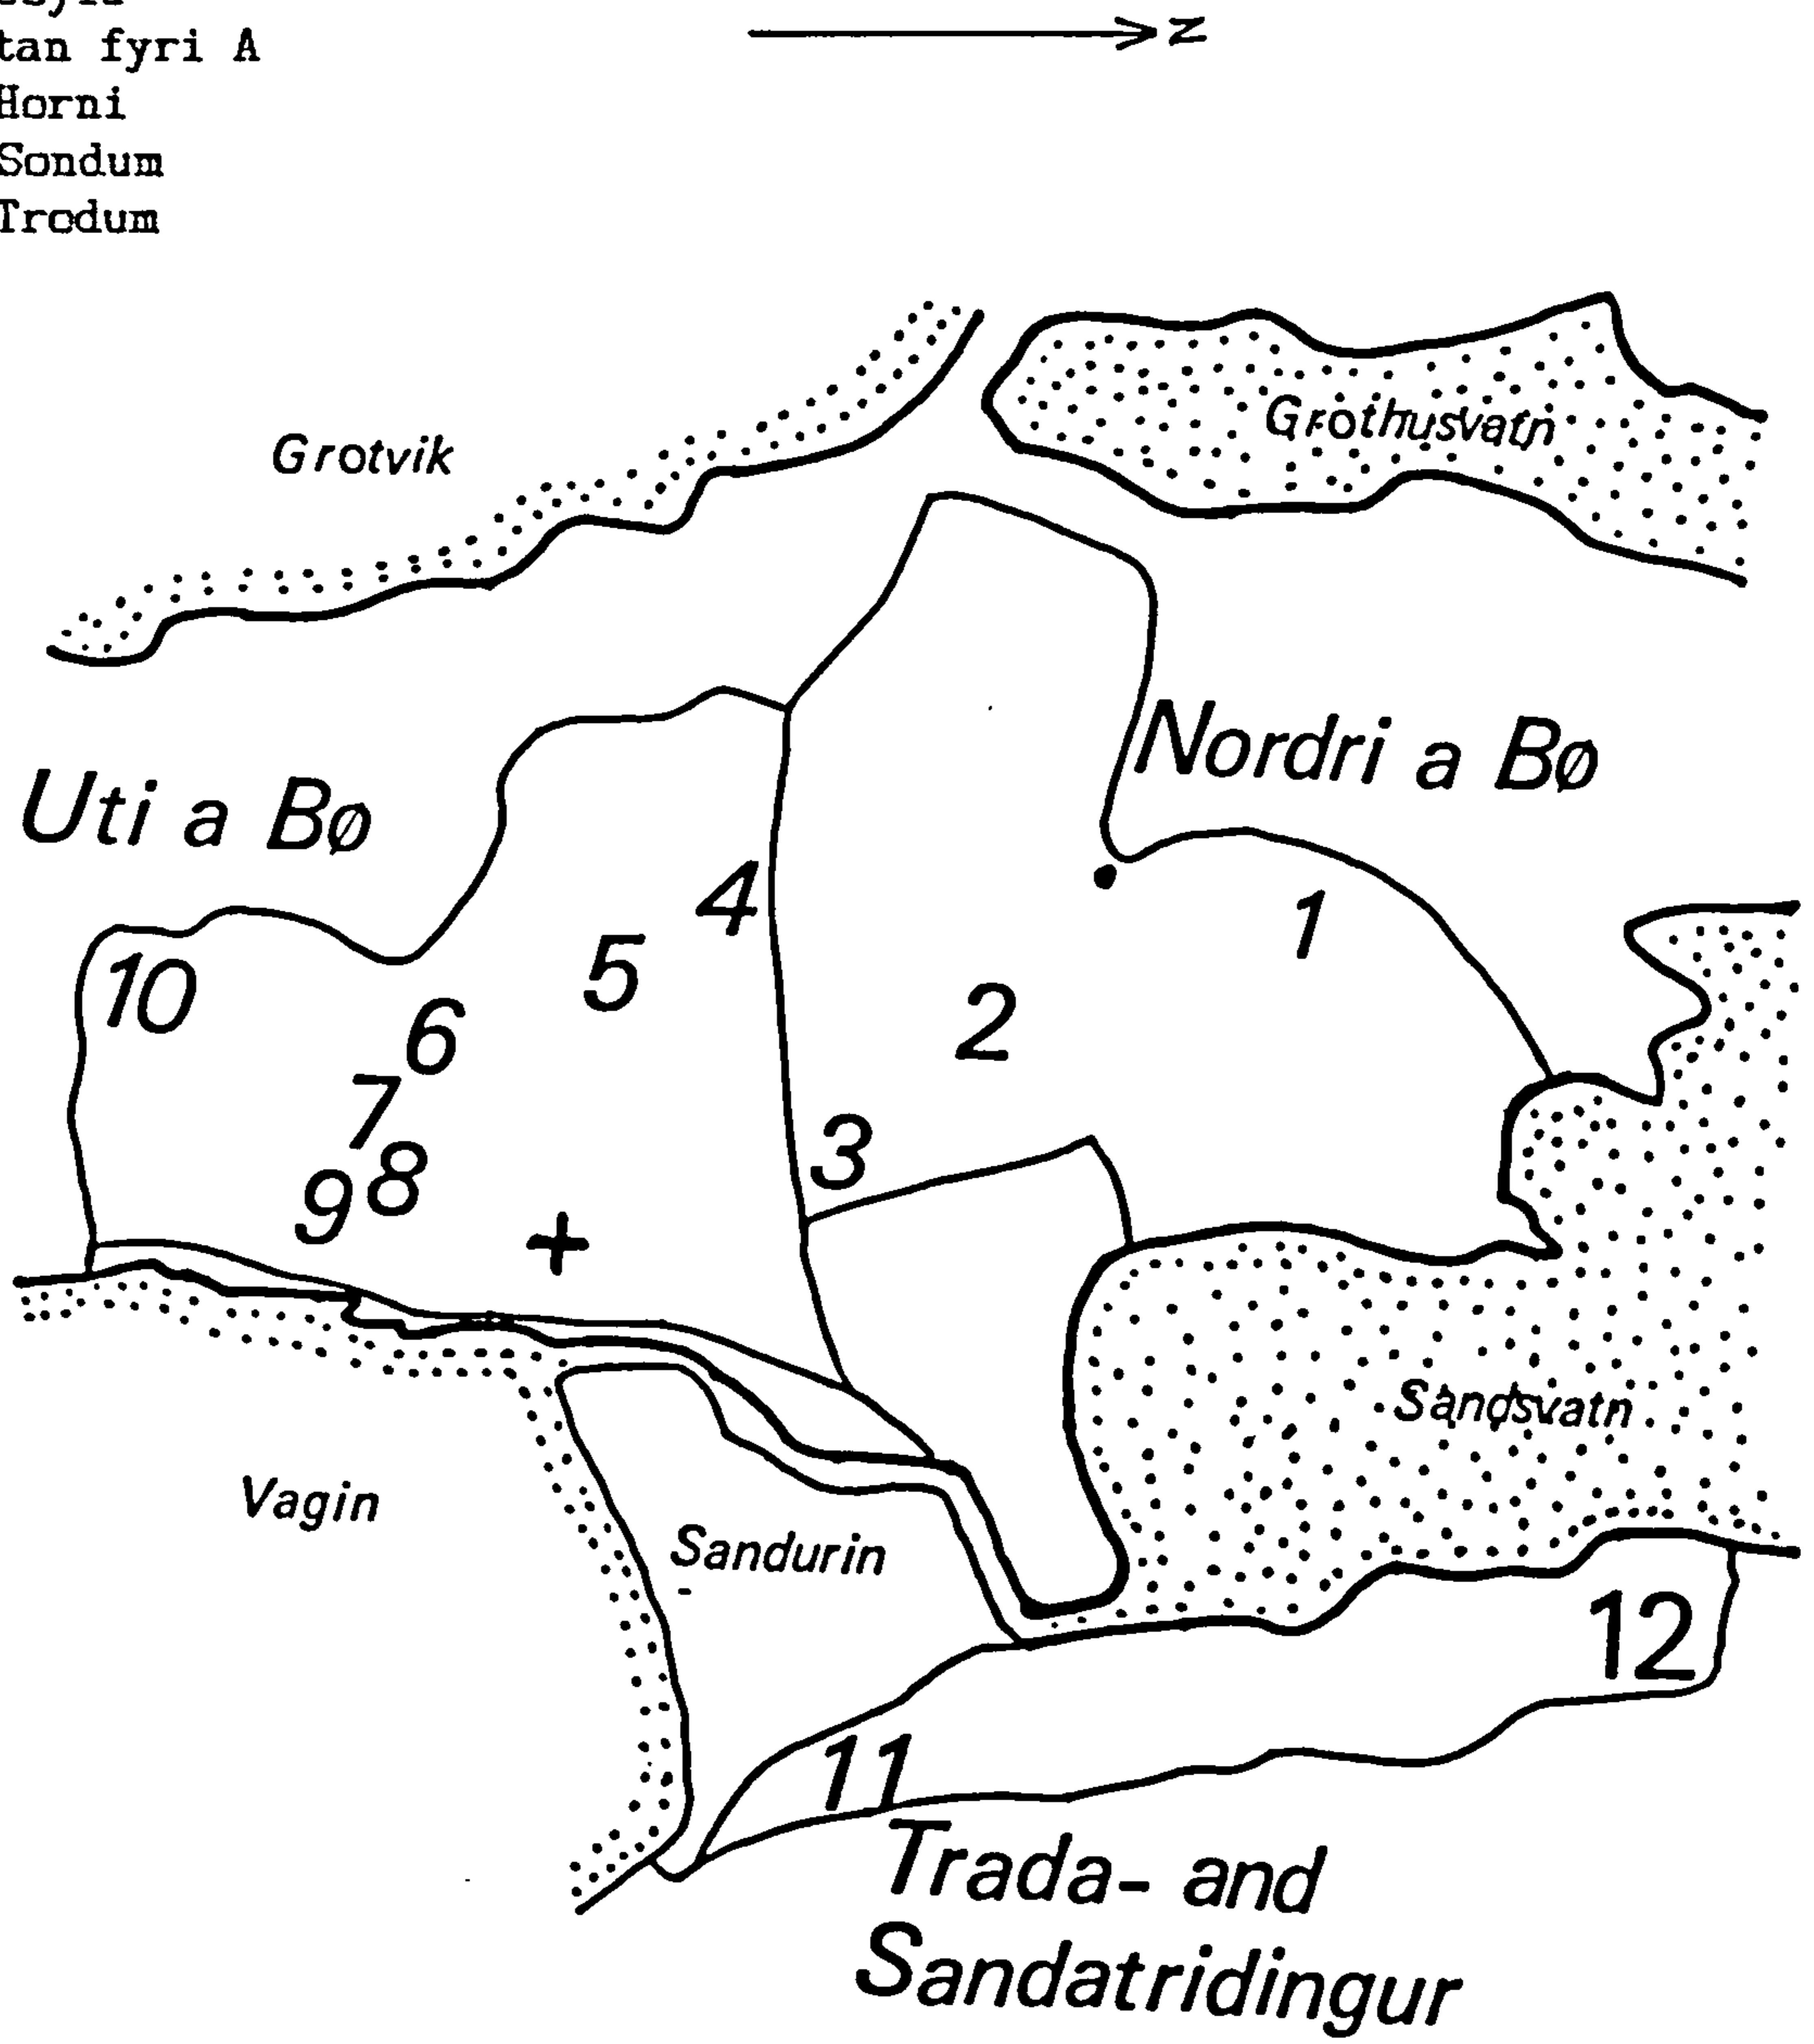 tan fyri A
Horni
Sondum
Trodum
N
Grothusvatn
Grotvik
Nordri a Bø
Uti a Bø
4
1
5
10
2
6
7
3
8
9
+
Sandsvatn
Vagin
Sandurin
12
11
Trada- and
Sandatridingur